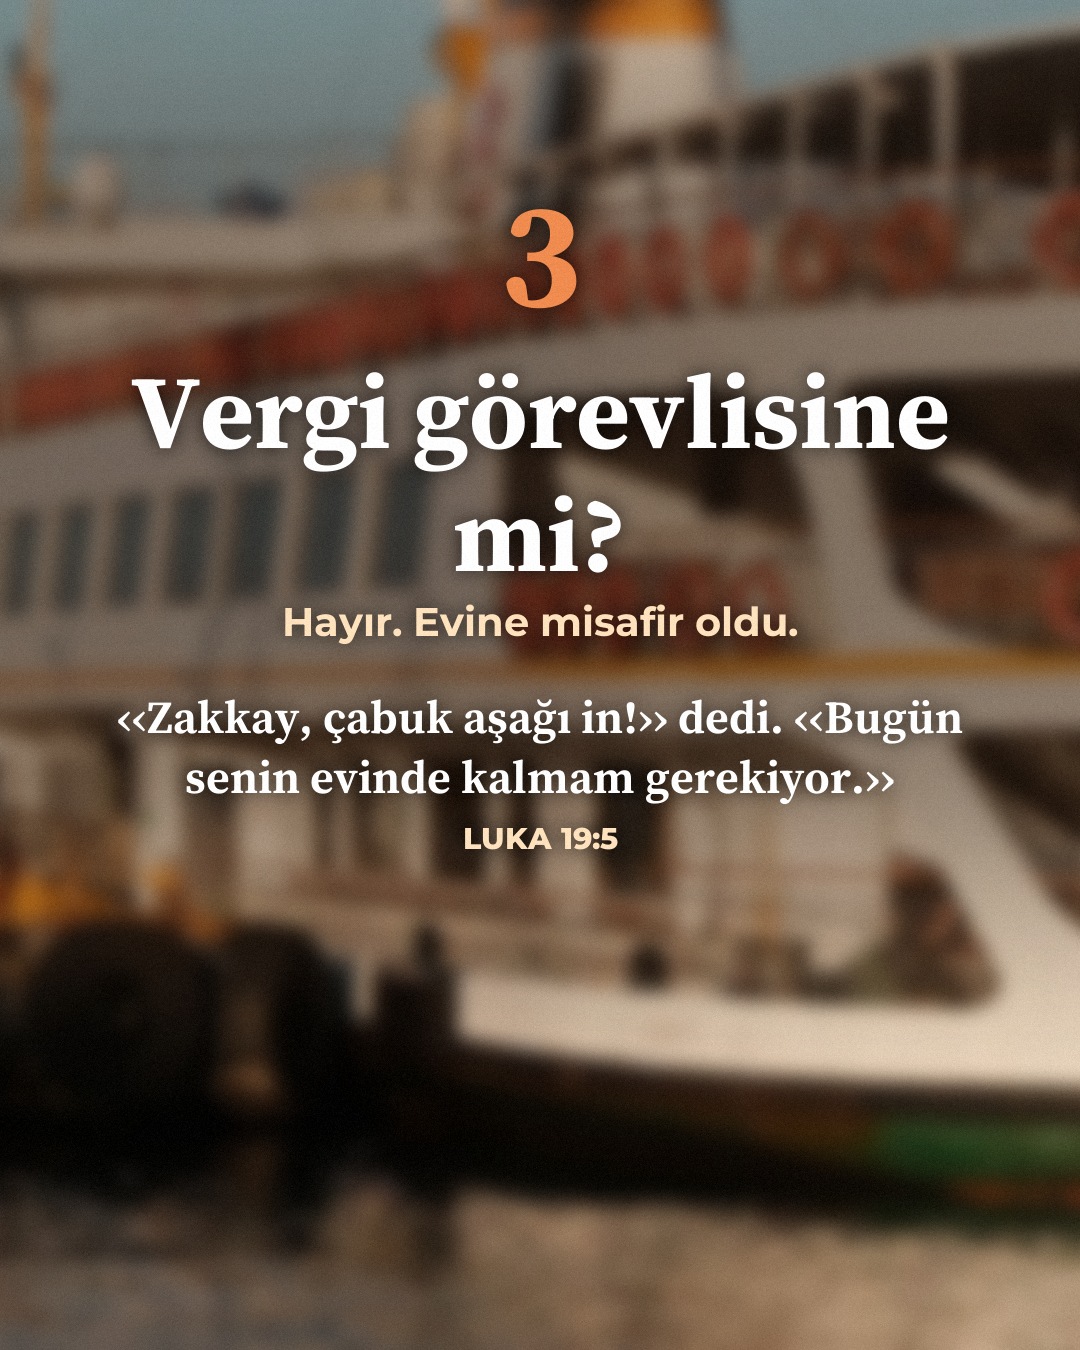 3
Vergi görevlisine
mi?
Hayır. Evine misafir oldu.
‹‹Zakkay, çabuk aşağı in!›› dedi. ‹‹Bugün
senin evinde kalmam gerekiyor.››
LUKA 19:5